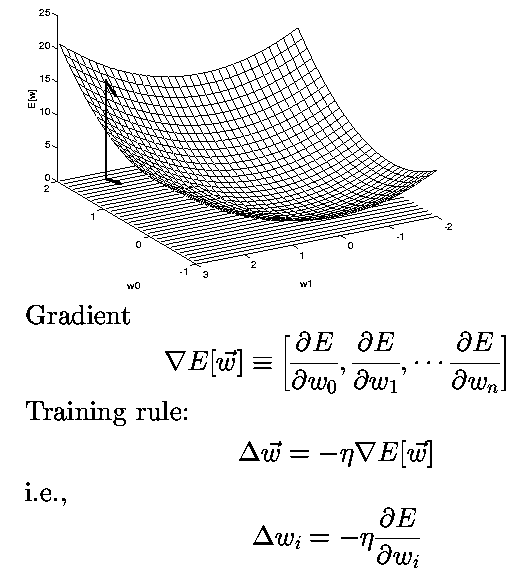 25
20
15
10
5
0
E[w]
2
1
0
-1
w0
3
2
1
0
-1
-2
w1
Gradient
∇E[w⃗] ≡ [∂E/∂w₀, ∂E/∂w₁, ⋯ ∂E/∂wₙ]
Training rule:
Δw⃗ = −η∇E[w⃗]
i.e.,
Δwᵢ = −η ∂E/∂wᵢ